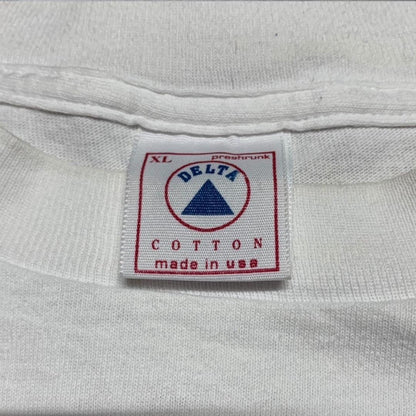 XL preshrunk
DELTA
COTTON
made in usa